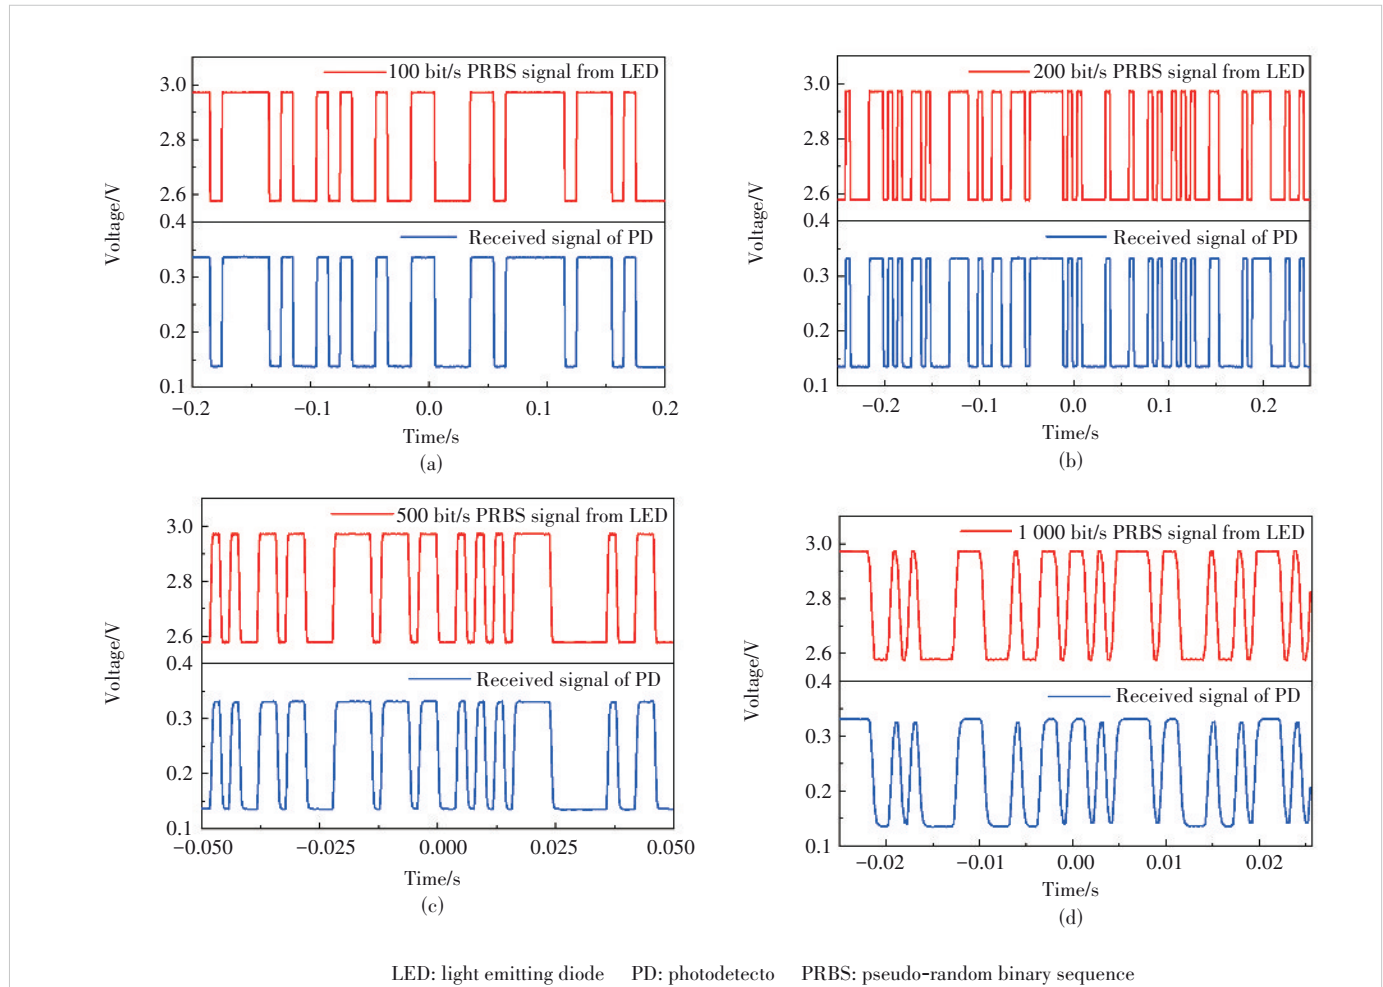 100 bit/s PRBS signal from LED
3.0
2.8
2.6
0.4
Received signal of PD
0.3
0.2
0.1
Voltage/V
−0.2 −0.1 0.0 0.1 0.2
Time/s
(a)
200 bit/s PRBS signal from LED
3.0
2.8
2.6
0.4
Received signal of PD
0.3
0.2
0.1
Voltage/V
−0.2 −0.1 0.0 0.1 0.2
Time/s
(b)
500 bit/s PRBS signal from LED
3.0
2.8
2.6
0.4
Received signal of PD
0.3
0.2
0.1
Voltage/V
−0.050 −0.025 0.000 0.025 0.050
Time/s
(c)
1 000 bit/s PRBS signal from LED
3.0
2.8
2.6
0.4
Received signal of PD
0.3
0.2
0.1
Voltage/V
−0.02 −0.01 0.00 0.01 0.02
Time/s
(d)
LED: light emitting diode PD: photodetecto PRBS: pseudo-random binary sequence